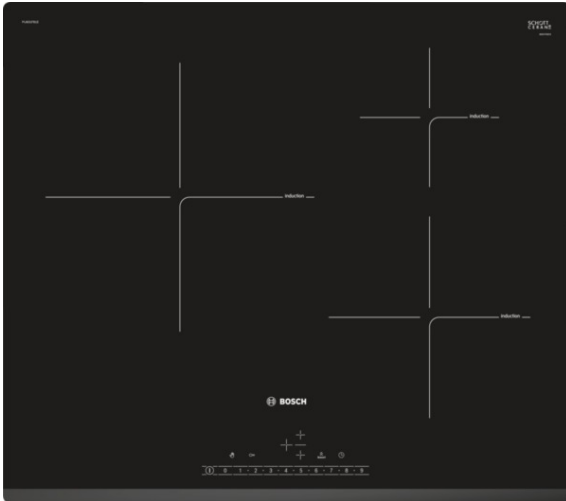 SCHOTT
CERAN®
induction
induction
induction
BOSCH
0 1 2 3 4 5 6 7 8 9